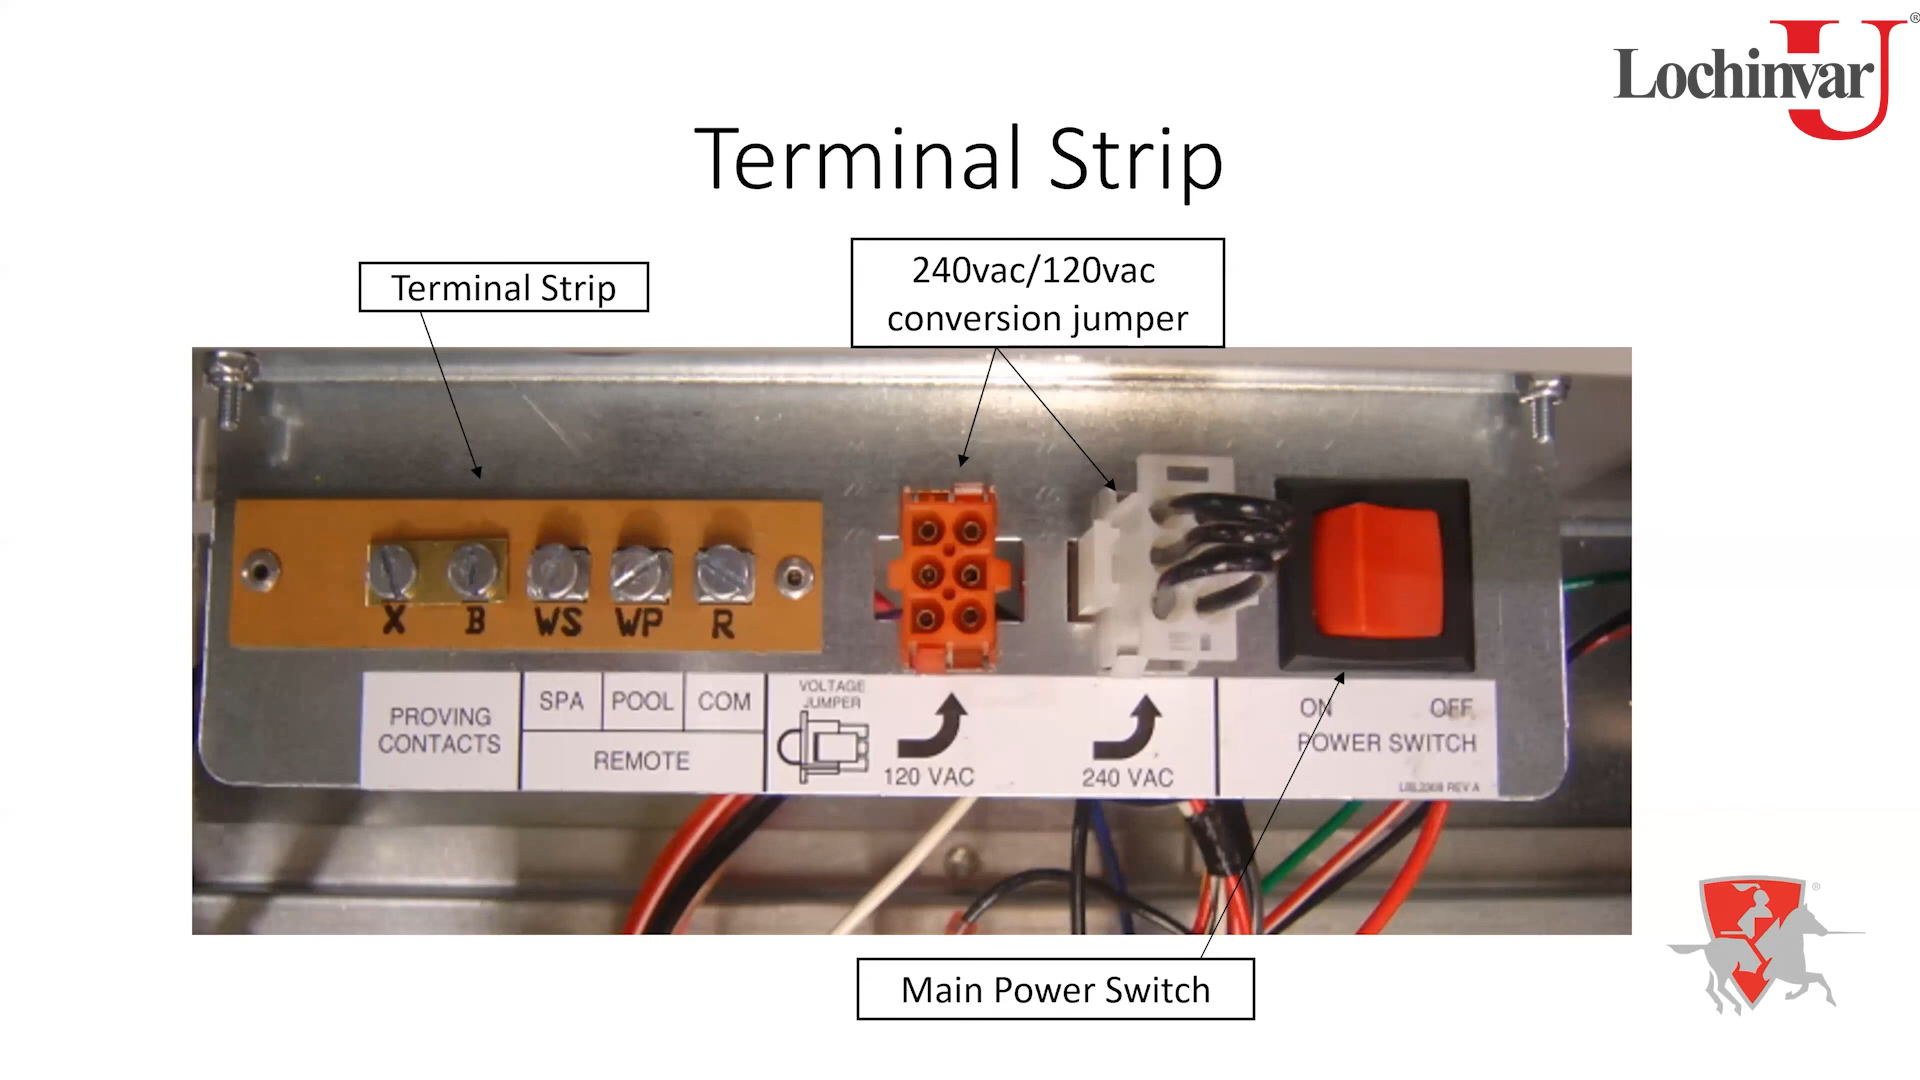 Lochinvar U®
Terminal Strip
Terminal Strip
240vac/120vac
conversion jumper
X B WS WP R
PROVING
CONTACTS
SPA POOL COM
REMOTE
VOLTAGE
JUMPER
120 VAC
240 VAC
ON OFF
POWER SWITCH
REV A
Main Power Switch
®